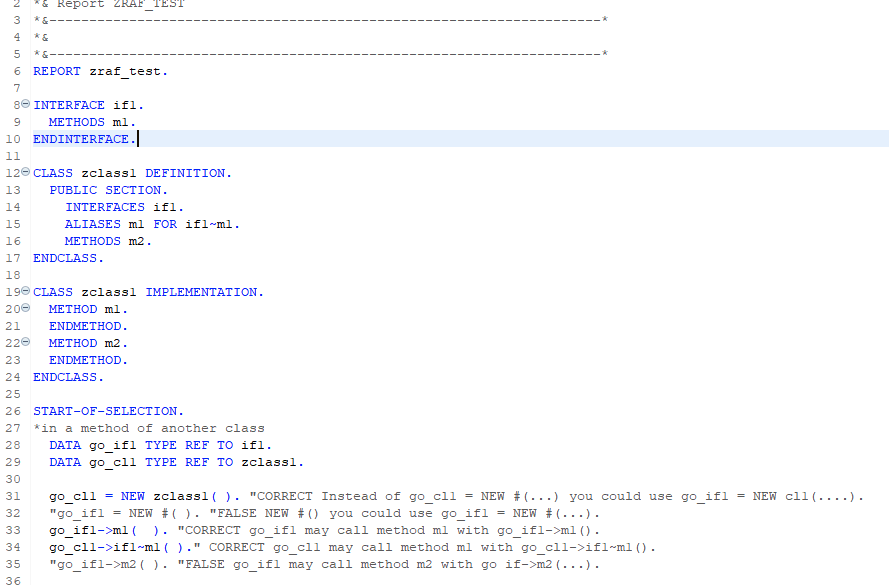 2 *& Report ZRAF_TEST
3 *&---------------------------------------------------------------------*
4 *&
5 *&---------------------------------------------------------------------*
6 REPORT zraf_test.
7
8 INTERFACE if1.
9 METHODS m1.
10 ENDINTERFACE.
11
12 CLASS zclass1 DEFINITION.
13 PUBLIC SECTION.
14 INTERFACES if1.
15 ALIASES m1 FOR if1~m1.
16 METHODS m2.
17 ENDCLASS.
18
19 CLASS zclass1 IMPLEMENTATION.
20 METHOD m1.
21 ENDMETHOD.
22 METHOD m2.
23 ENDMETHOD.
24 ENDCLASS.
25
26 START-OF-SELECTION.
27 *in a method of another class
28 DATA go_if1 TYPE REF TO if1.
29 DATA go_cl1 TYPE REF TO zclass1.
30
31 go_cl1 = NEW zclass1( ). "CORRECT Instead of go_cl1 = NEW #(...) you could use go_if1 = NEW cl1(....).
32 "go_if1 = NEW #( ). "FALSE NEW #() you could use go_if1 = NEW #(...).
33 go_if1->m1(  ). "CORRECT go_if1 may call method m1 with go_if1->m1().
34 go_cl1->if1~m1( )." CORRECT go_cl1 may call method m1 with go_cl1->if1~m1().
35 "go_if1->m2( ). "FALSE go_if1 may call method m2 with go if->m2(...).
36